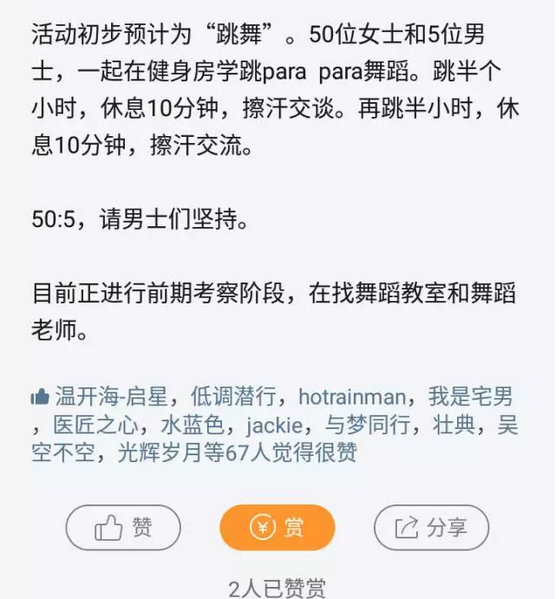 活动初步预计为“跳舞”。50位女士和5位男
士，一起在健身房学跳para para舞蹈。跳半个
小时，休息10分钟，擦汗交谈。再跳半小时，休
息10分钟，擦汗交流。
50:5，请男士们坚持。
目前正进行前期考察阶段，在找舞蹈教室和舞蹈
老师。
温开海-启星，低调潜行，hotrainman，我是宅男
，医匠之心，水蓝色，jackie，与梦同行，壮典，吴
空不空，光辉岁月等67人觉得很赞
赞 ¥ 赏 分享
2人已赞赏